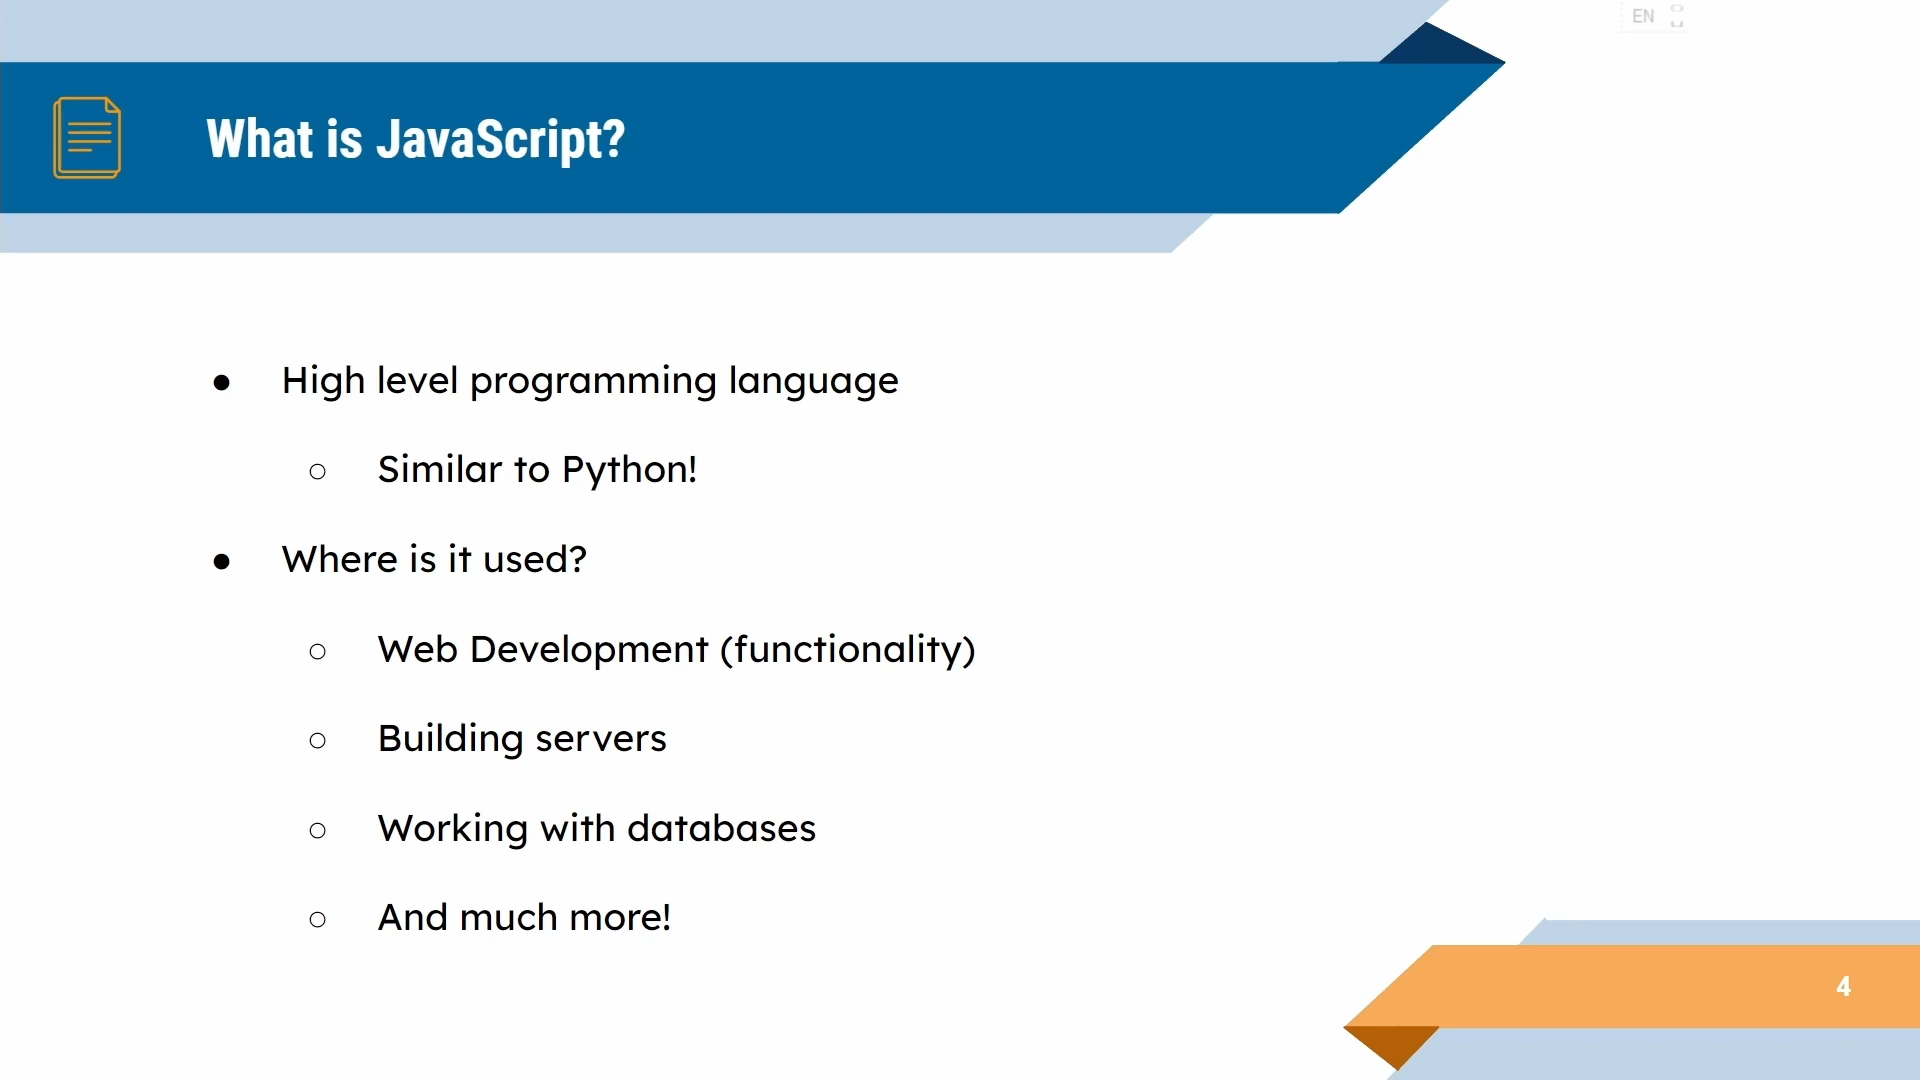 EN
What is JavaScript?
● High level programming language
○ Similar to Python!
● Where is it used?
○ Web Development (functionality)
○ Building servers
○ Working with databases
○ And much more!
4